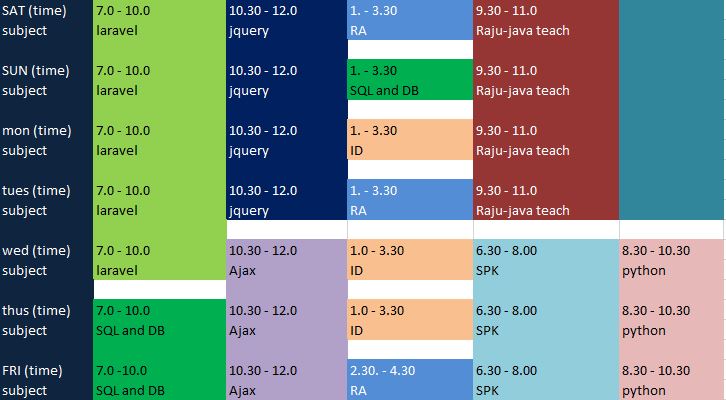 SAT (time) 7.0 - 10.0 10.30 - 12.0 1. - 3.30 9.30 - 11.0
subject laravel jquery RA Raju-java teach
SUN (time) 7.0 - 10.0 10.30 - 12.0 1. - 3.30 9.30 - 11.0
subject laravel jquery SQL and DB Raju-java teach
mon (time) 7.0 - 10.0 10.30 - 12.0 1. - 3.30 9.30 - 11.0
subject laravel jquery ID Raju-java teach
tues (time) 7.0 - 10.0 10.30 - 12.0 1. - 3.30 9.30 - 11.0
subject laravel jquery RA Raju-java teach
wed (time) 7.0 - 10.0 10.30 - 12.0 1.0 - 3.30 6.30 - 8.00 8.30 - 10.30
subject laravel Ajax ID SPK python
thus (time) 7.0 - 10.0 10.30 - 12.0 1.0 - 3.30 6.30 - 8.00 8.30 - 10.30
subject SQL and DB Ajax ID SPK python
FRI (time) 7.0 -10.0 10.30 - 12.0 2.30. - 4.30 6.30 - 8.00 8.30 - 10.30
subject SQL and DB Ajax RA SPK python